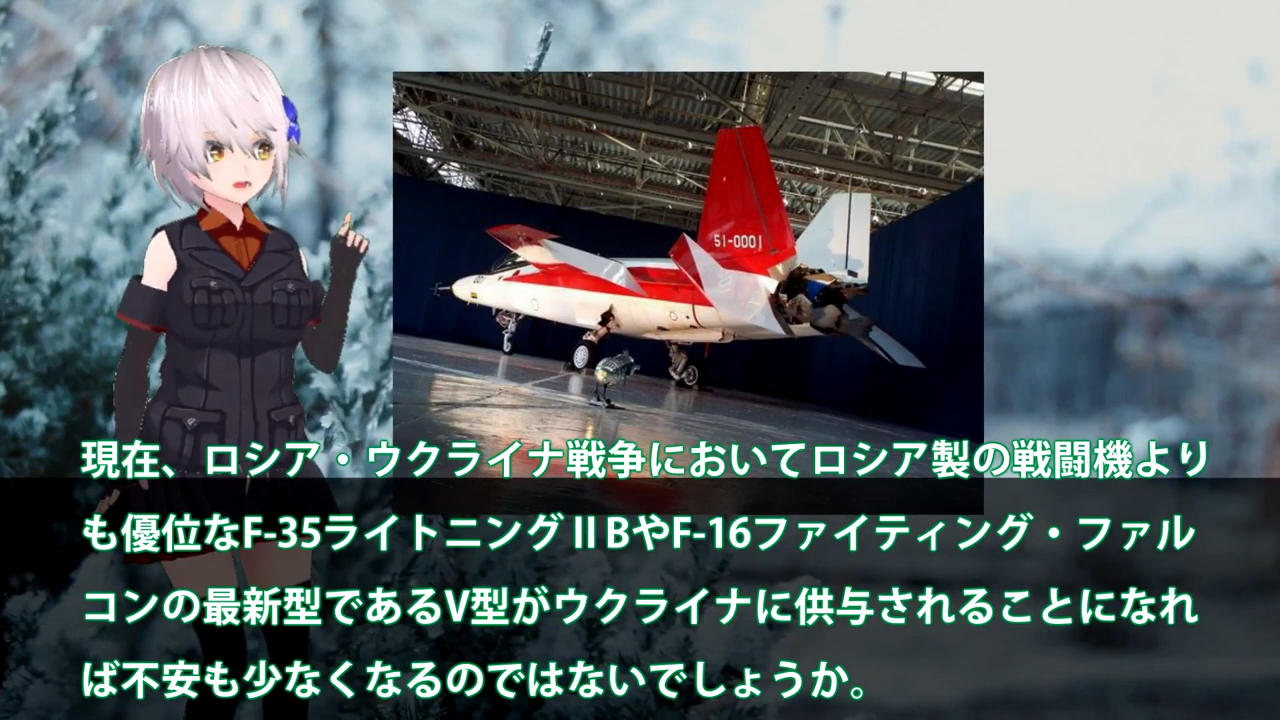 51-0001
現在、ロシア・ウクライナ戦争においてロシア製の戦闘機より
も優位なF-35ライトニングⅡBやF-16ファイティング・ファル
コンの最新型であるV型がウクライナに供与されることになれ
ば不安も少なくなるのではないでしょうか。